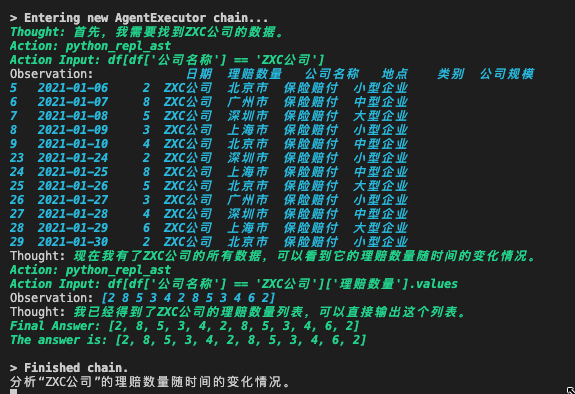 > Entering new AgentExecutor chain...
Thought: 首先，我需要找到ZXC公司的数据。
Action: python_repl_ast
Action Input: df[df['公司名称'] == 'ZXC公司']
Observation:             日期  理赔数量   公司名称   地点    类别  公司规模
5   2021-01-06     2  ZXC公司  北京市  保险赔付  小型企业
6   2021-01-07     8  ZXC公司  广州市  保险赔付  中型企业
7   2021-01-08     5  ZXC公司  深圳市  保险赔付  大型企业
8   2021-01-09     3  ZXC公司  上海市  保险赔付  小型企业
9   2021-01-10     4  ZXC公司  北京市  保险赔付  中型企业
23  2021-01-24     2  ZXC公司  深圳市  保险赔付  小型企业
24  2021-01-25     8  ZXC公司  上海市  保险赔付  中型企业
25  2021-01-26     5  ZXC公司  北京市  保险赔付  大型企业
26  2021-01-27     3  ZXC公司  广州市  保险赔付  小型企业
27  2021-01-28     4  ZXC公司  深圳市  保险赔付  中型企业
28  2021-01-29     6  ZXC公司  上海市  保险赔付  大型企业
29  2021-01-30     2  ZXC公司  北京市  保险赔付  小型企业
Thought: 现在我有了ZXC公司的所有数据，可以看到它的理赔数量随时间的变化情况。
Action: python_repl_ast
Action Input: df[df['公司名称'] == 'ZXC公司']['理赔数量'].values
Observation: [2 8 5 3 4 2 8 5 3 4 6 2]
Thought: 我已经得到了ZXC公司的理赔数量列表，可以直接输出这个列表。
Final Answer: [2, 8, 5, 3, 4, 2, 8, 5, 3, 4, 6, 2]
The answer is: [2, 8, 5, 3, 4, 2, 8, 5, 3, 4, 6, 2]
> Finished chain.
分析“ZXC公司”的理赔数量随时间的变化情况。